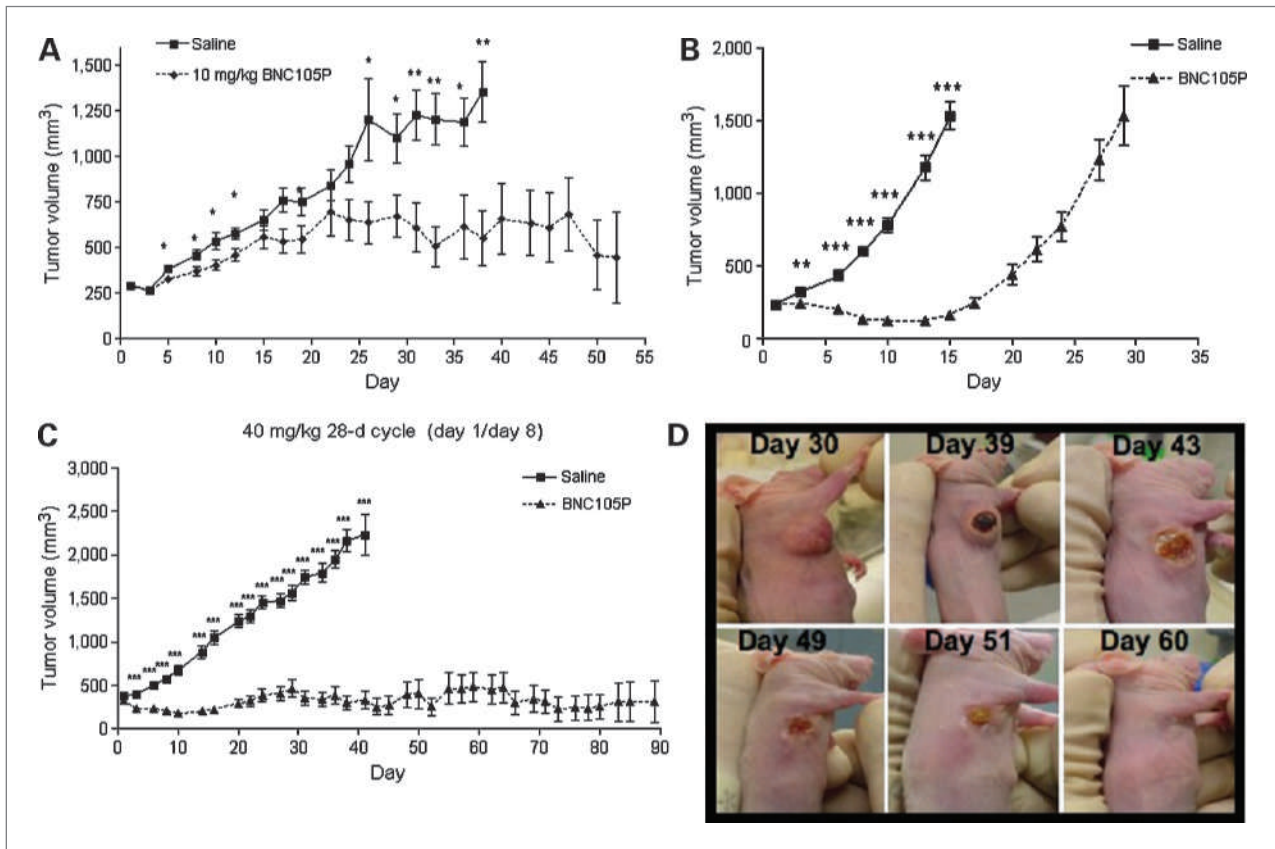 A
Saline
10 mg/kg BNC105P
Tumor volume (mm3)
1,500
1,250
1,000
750
500
250
0
* * * * * * * ** ** * **
0 5 10 15 19 25 30 31 36 41 45 50 55
Day
B
Saline
BNC105P
Tumor volume (mm3)
2,000
1,500
1,000
500
0
** *** *** *** *** ***
0 5 10 15 20 25 30 35
Day
C
40 mg/kg 28-d cycle (day 1/day 8)
Saline
BNC105P
Tumor volume (mm3)
3,000
2,500
2,000
1,500
1,000
500
0
*** *** *** *** *** *** *** *** *** *** *** *** *** *** *** ***
0 10 20 30 40 50 60 70 80 90
Day
D
Day 30
Day 39
Day 43
Day 49
Day 51
Day 60